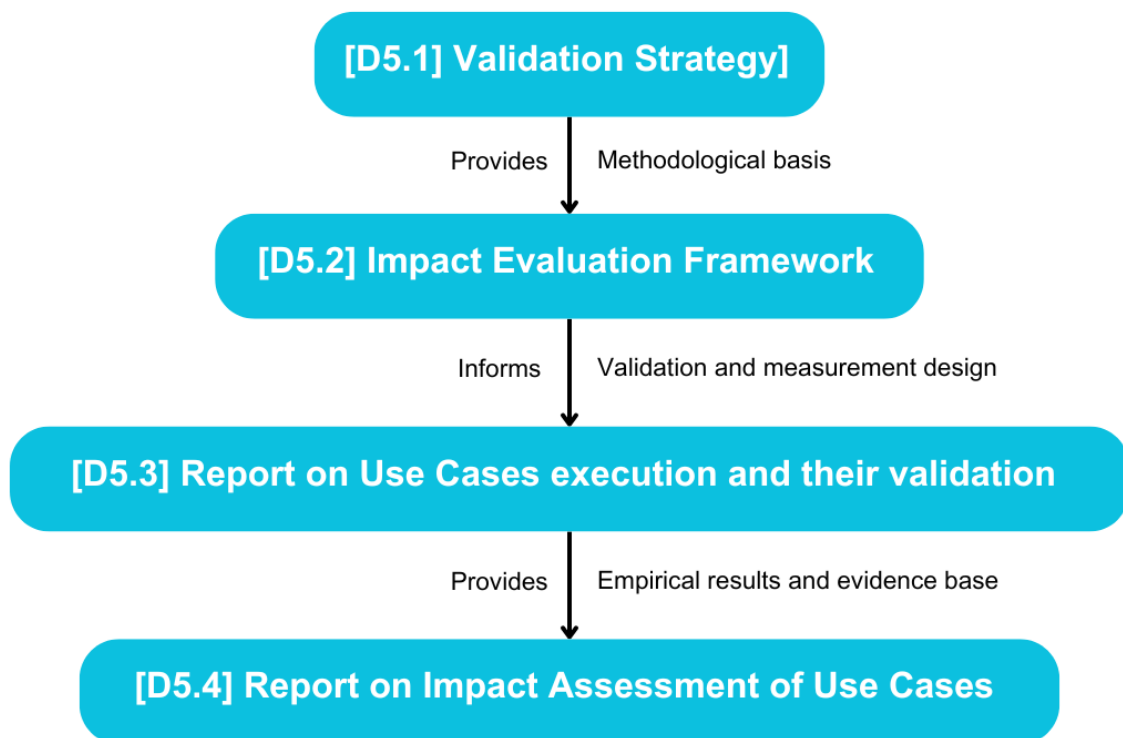 [D5.1] Validation Strategy]
Provides Methodological basis
[D5.2] Impact Evaluation Framework
Informs Validation and measurement design
[D5.3] Report on Use Cases execution and their validation
Provides Empirical results and evidence base
[D5.4] Report on Impact Assessment of Use Cases